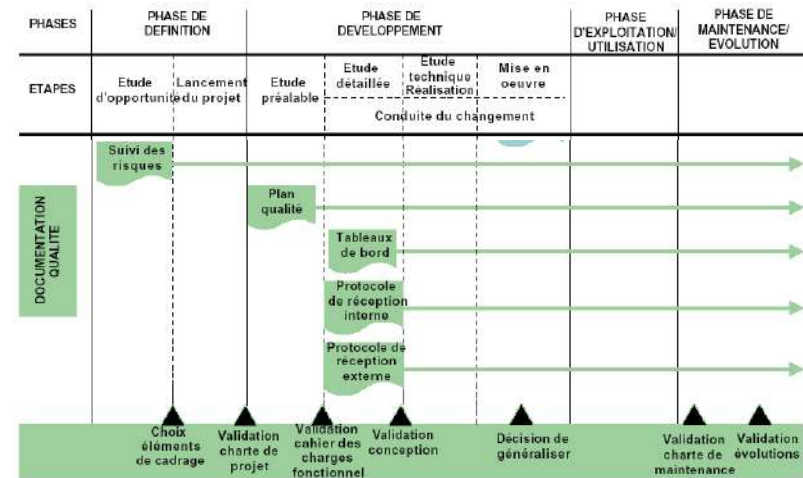 PHASES
PHASE DE
DEFINITION
PHASE DE
DEVELOPPEMENT
PHASE
D'EXPLOITATION/
UTILISATION
PHASE DE
MAINTENANCE/
EVOLUTION
ETAPES
Etude
d'opportunité
Lancement
du projet
Etude
préalable
Etude
détaillée
Etude
technique
Réalisation
Mise en
oeuvre
Conduite du changement
DOCUMENTATION
QUALITE
Suivi des
risques
Plan
qualité
Tableaux
de bord
Protocole
de réception
interne
Protocole de
réception
externe
Choix
éléments
de cadrage
Validation
charte de
projet
Validation
cahier des
charges
fonctionnel
Validation
conception
Décision de
généraliser
Validation
charte de
maintenance
Validation
évolutions